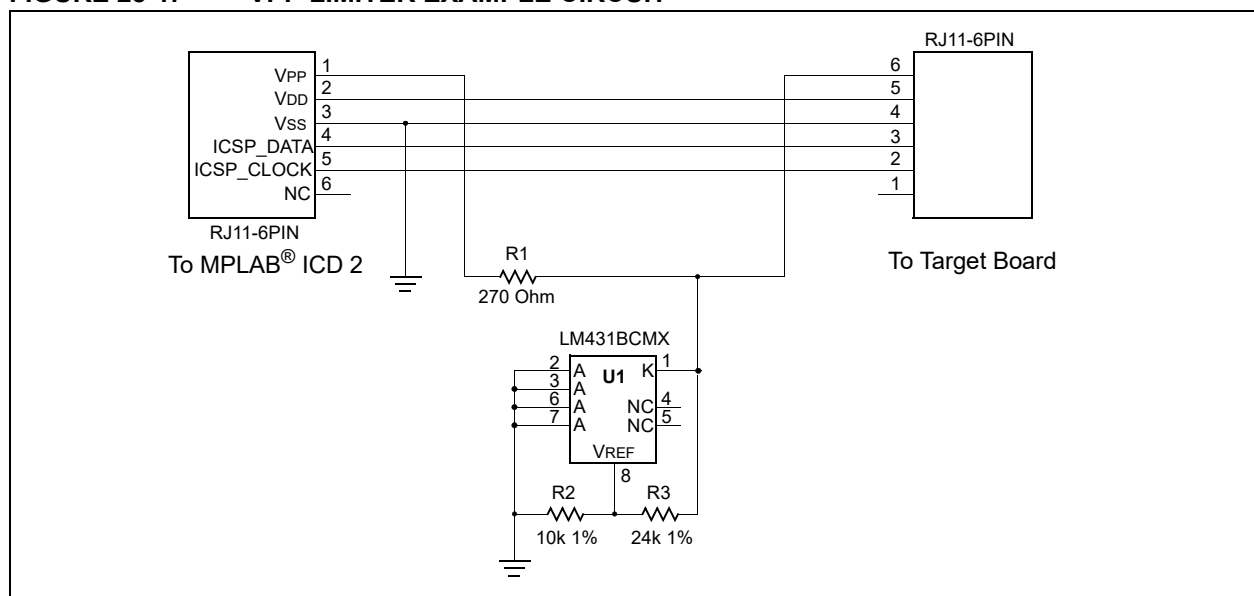 FIGURE VPP LIMITER EXAMPLE CIRCUIT
RJ11-6PIN
VPP 1
VDD 2
VSS 3
ICSP_DATA 4
ICSP_CLOCK 5
NC 6
RJ11-6PIN
To MPLAB® ICD 2
6
5
4
3
2
1
To Target Board
R1
270 Ohm
LM431BCMX
U1
2 A
3 A
6 A
7 A
K 1
NC 4
NC 5
VREF
8
R2
10k 1%
R3
24k 1%